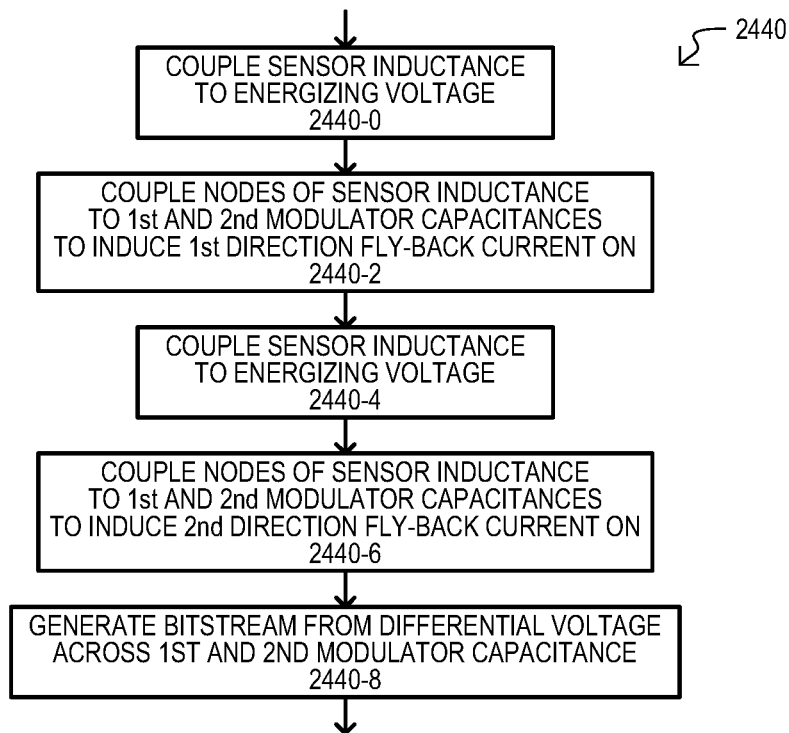 2440
COUPLE SENSOR INDUCTANCE
TO ENERGIZING VOLTAGE
2440-0
COUPLE NODES OF SENSOR INDUCTANCE
TO 1st AND 2nd MODULATOR CAPACITANCES
TO INDUCE 1st DIRECTION FLY-BACK CURRENT ON
2440-2
COUPLE SENSOR INDUCTANCE
TO ENERGIZING VOLTAGE
2440-4
COUPLE NODES OF SENSOR INDUCTANCE
TO 1st AND 2nd MODULATOR CAPACITANCES
TO INDUCE 2nd DIRECTION FLY-BACK CURRENT ON
2440-6
GENERATE BITSTREAM FROM DIFFERENTIAL VOLTAGE
ACROSS 1ST AND 2ND MODULATOR CAPACITANCE
2440-8